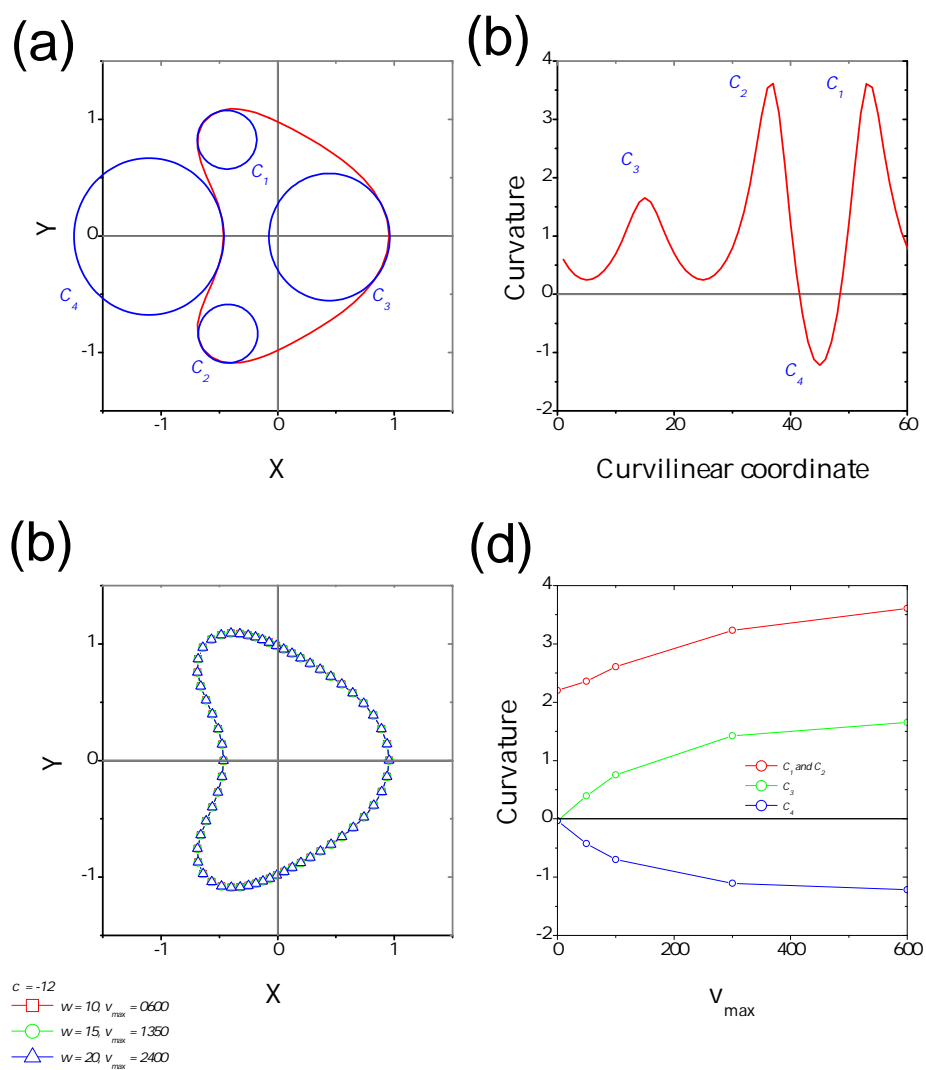 (a)
Y
1
0
-1
-1
0
1
X
C1
C2
C3
C4
(b)
Curvature
4
3
2
1
0
-1
-2
0
20
40
60
Curvilinear coordinate
C3
C2
C1
C4
(b)
Y
1
0
-1
-1
0
1
X
c = -12
w = 10, vmax = 0600
w = 15, vmax = 1350
w = 20, vmax = 2400
(d)
Curvature
4
3
2
1
0
-1
-2
0
200
400
600
vmax
C1 and C2
C3
C4